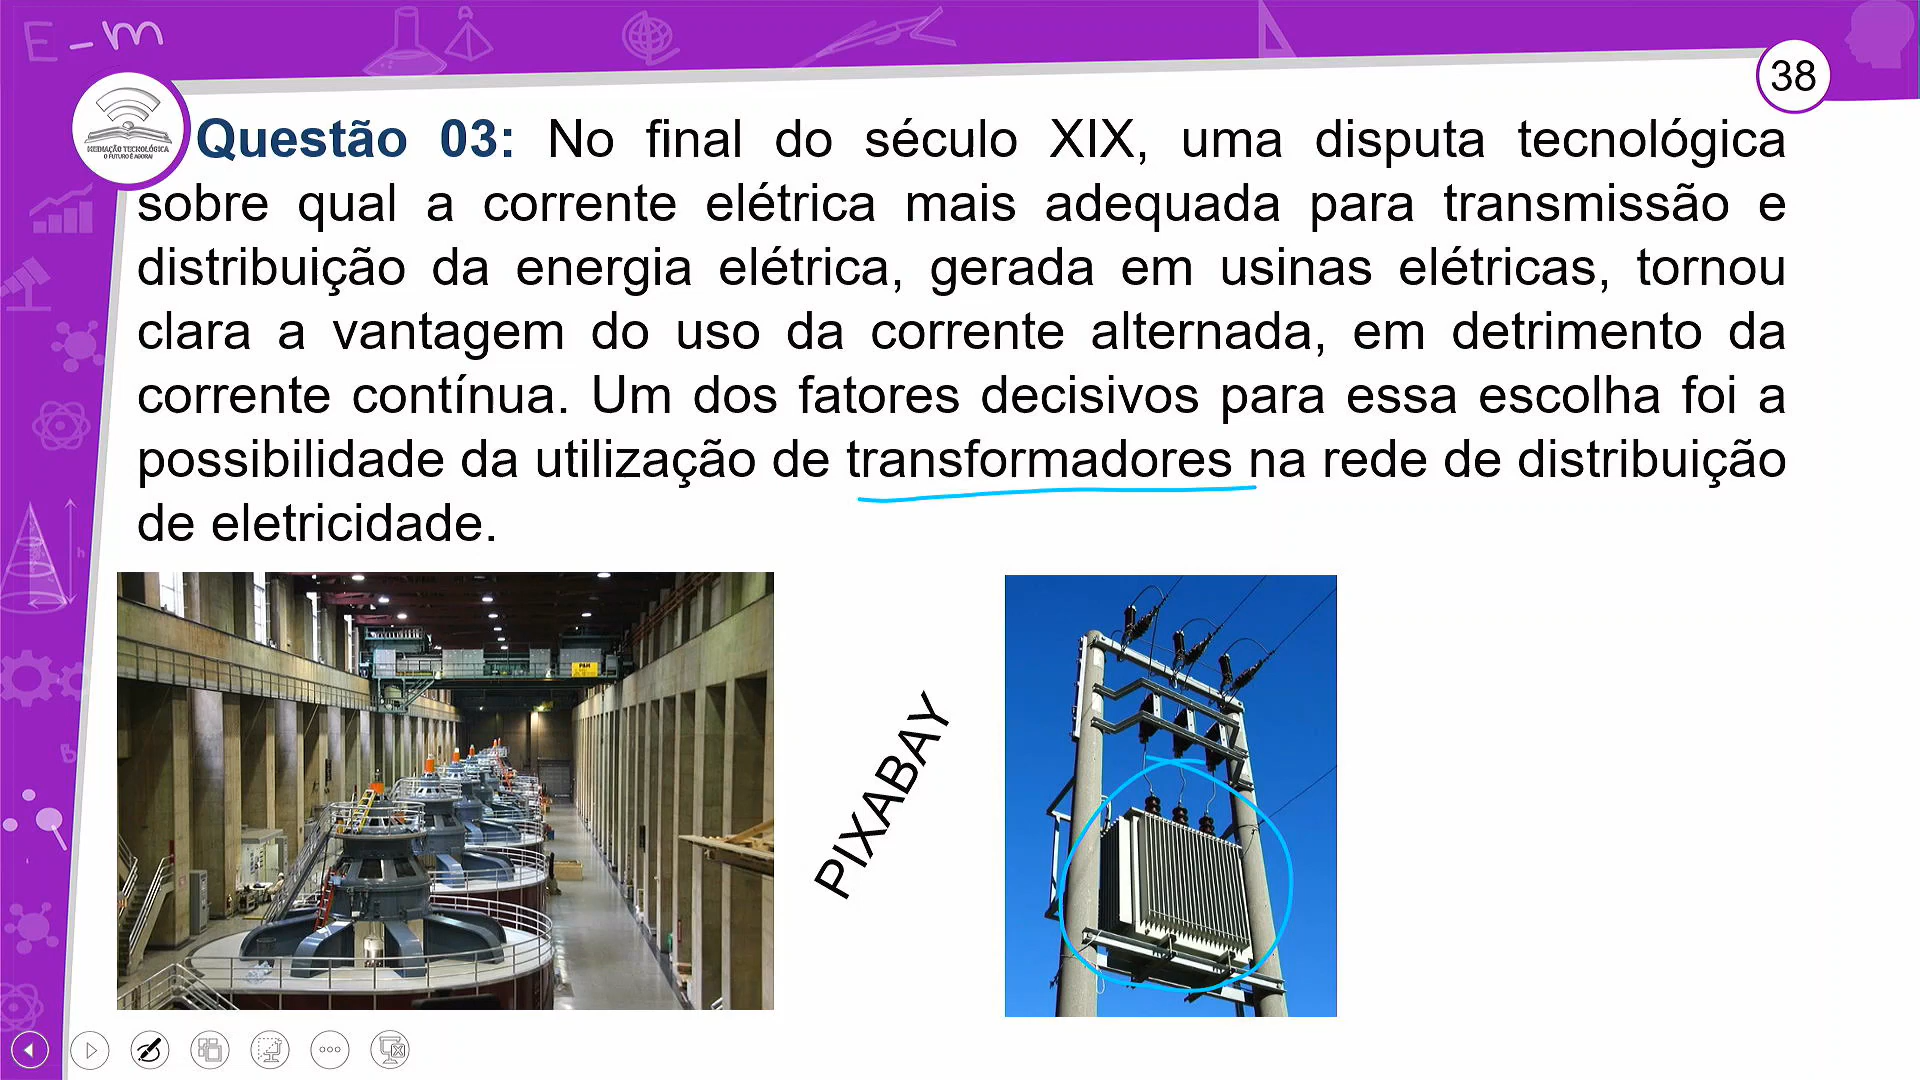 E-m
38
MEDIAÇÃO TECNOLÓGICA
O FUTURO É AGORA!
Questão 03: No final do século XIX, uma disputa tecnológica
sobre qual a corrente elétrica mais adequada para transmissão e
distribuição da energia elétrica, gerada em usinas elétricas, tornou
clara a vantagem do uso da corrente alternada, em detrimento da
corrente contínua. Um dos fatores decisivos para essa escolha foi a
possibilidade da utilização de transformadores na rede de distribuição
de eletricidade.
P&H
PIXABAY
h
B